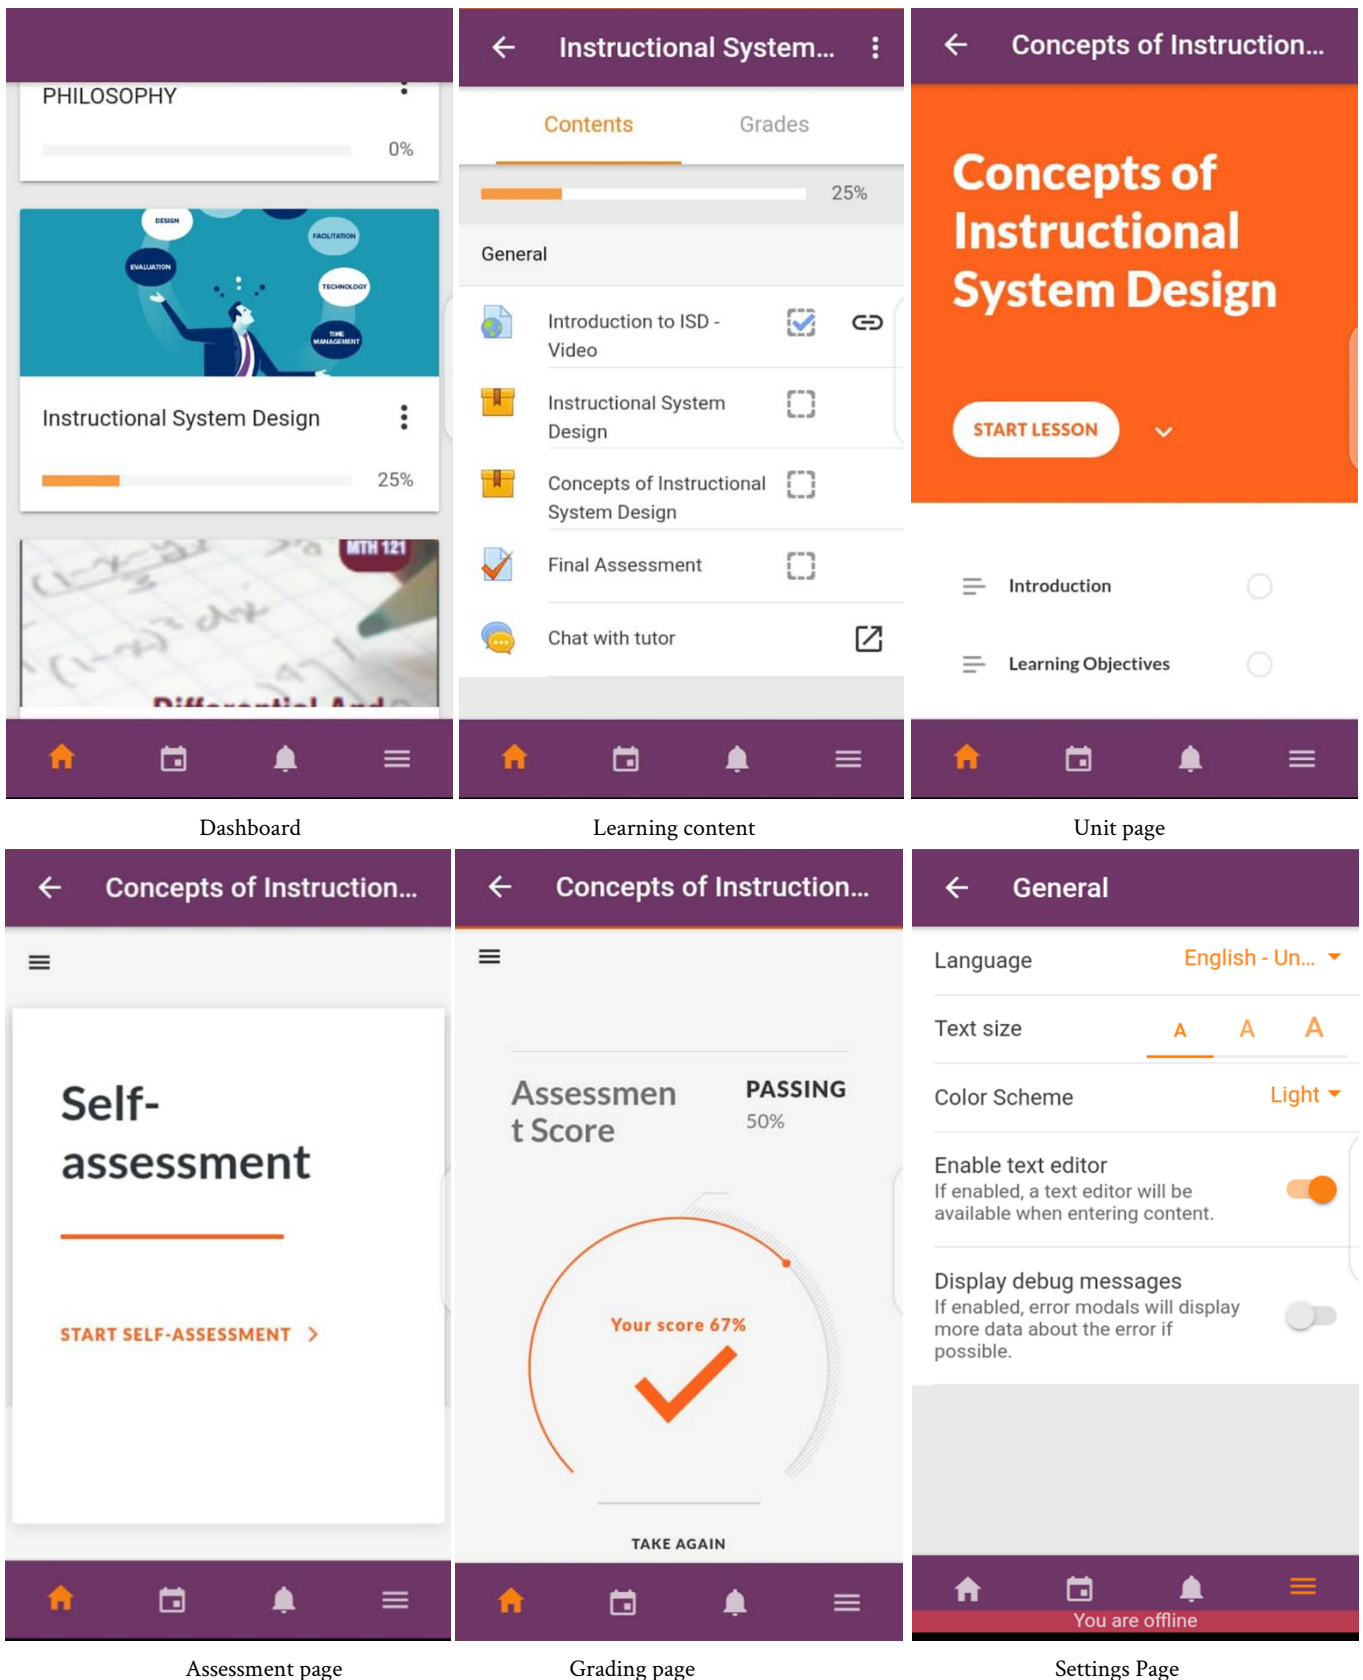 PHILOSOPHY
0%
DESIGN
FACILITATION
EVALUATION
TECHNOLOGY
TIME
MANAGEMENT
Instructional System Design
25%
MTH 121
(1-x)³ dx
Differential And
Dashboard
Instructional System...
Contents
Grades
25%
General
Introduction to ISD -
Video
Instructional System
Design
Concepts of Instructional
System Design
Final Assessment
Chat with tutor
Learning content
Concepts of Instruction...
Concepts of
Instructional
System Design
START LESSON
Introduction
Learning Objectives
Unit page
Concepts of Instruction...
Self-
assessment
START SELF-ASSESSMENT
Assessment page
Concepts of Instruction...
Assessmen
t Score
PASSING
50%
Your score 67%
TAKE AGAIN
Grading page
General
Language
English - Un...
Text size
A
A
A
Color Scheme
Light
Enable text editor
If enabled, a text editor will be
available when entering content.
Display debug messages
If enabled, error modals will display
more data about the error if
possible.
You are offline
Settings Page